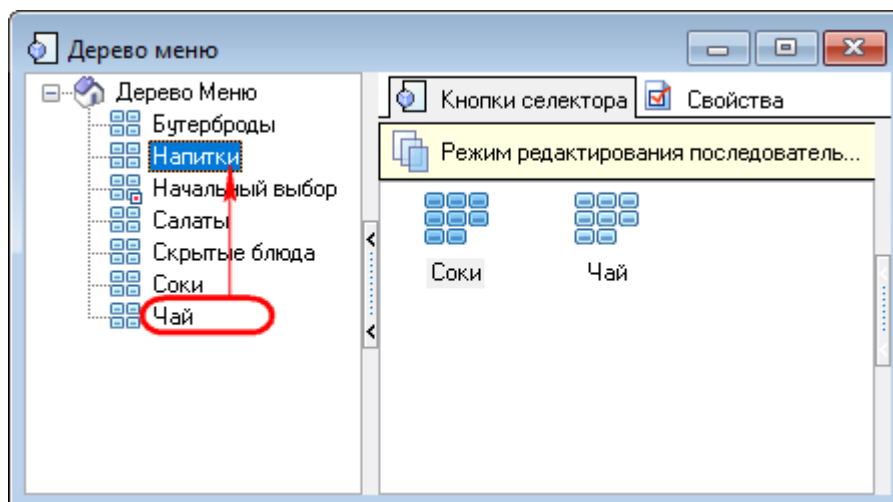 Дерево меню
Дерево Меню
Бутерброды
Напитки
Начальный выбор
Салаты
Скрытые блюда
Соки
Чай
Кнопки селектора
Свойства
Режим редактирования последователь...
Соки
Чай